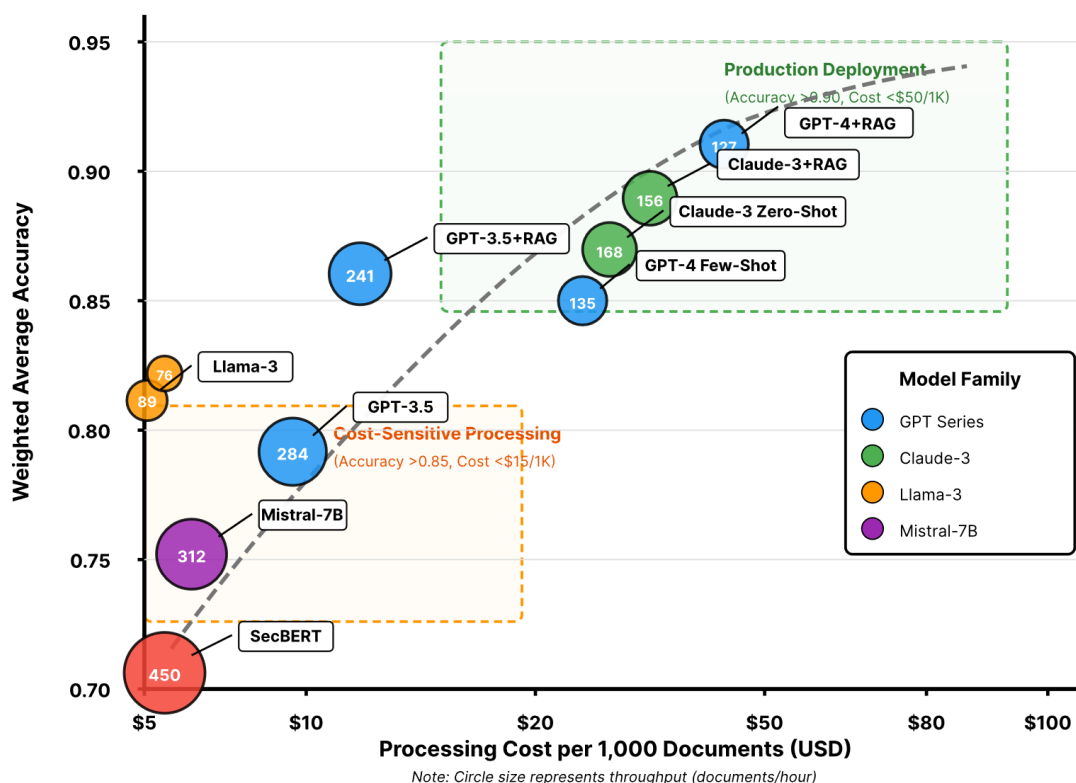 0.95
0.90
0.85
0.80
0.75
0.70
Weighted Average Accuracy
Production Deployment
(Accuracy >0.90, Cost <$50/1K)
GPT-4+RAG
127
Claude-3+RAG
156
Claude-3 Zero-Shot
168
GPT-4 Few-Shot
135
GPT-3.5+RAG
241
Llama-3
76
89
GPT-3.5
284
Cost-Sensitive Processing
(Accuracy >0.85, Cost <$15/1K)
Mistral-7B
312
SecBERT
450
Model Family
GPT Series
Claude-3
Llama-3
Mistral-7B
$5 $10 $20 $50 $80 $100
Processing Cost per 1,000 Documents (USD)
Note: Circle size represents throughput (documents/hour)